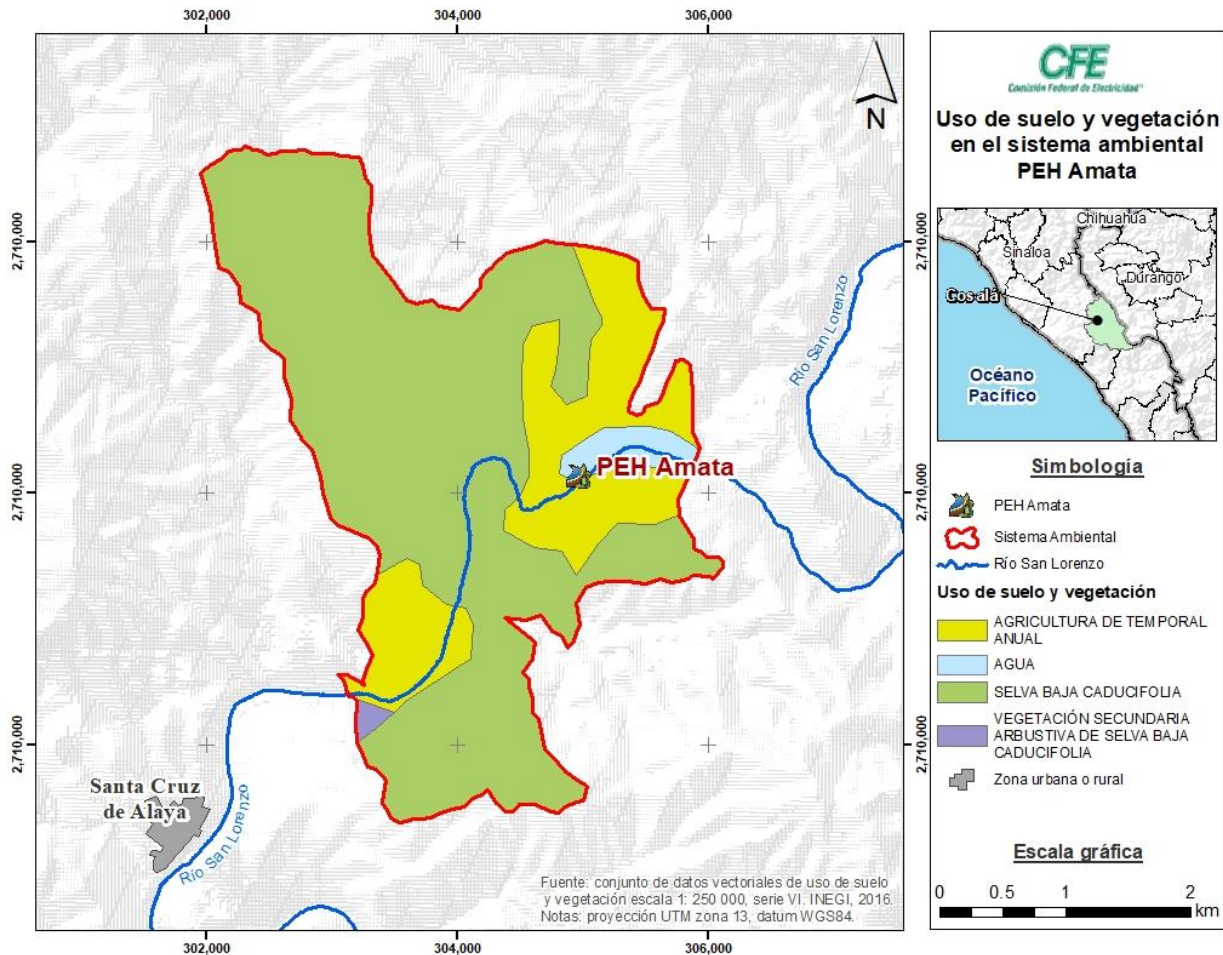 302,000 304,000 306,000
2,710,000 2,710,000
2,710,000 2,710,000
2,710,000 2,710,000
N
Río San Lorenzo
PEH Amata
Santa Cruz
de Alaya
Río San Lorenzo
Fuente: conjunto de datos vectoriales de uso de suelo
y vegetación escala 1: 250 000, serie VI. INEGI, 2016.
Notas: proyección UTM zona 13, datum WGS84.
302,000 304,000 306,000
CFE
Comisión Federal de Electricidad
Uso de suelo y vegetación
en el sistema ambiental
PEH Amata
Chihuahua
Sinaloa
Durango
Cosalá
Océano
Pacífico
Simbología
PEH Amata
Sistema Ambiental
Río San Lorenzo
Uso de suelo y vegetación
AGRICULTURA DE TEMPORAL
ANUAL
AGUA
SELVA BAJA CADUCIFOLIA
VEGETACIÓN SECUNDARIA
ARBUSTIVA DE SELVA BAJA
CADUCIFOLIA
Zona urbana o rural
Escala gráfica
0 0.5 1 2
km